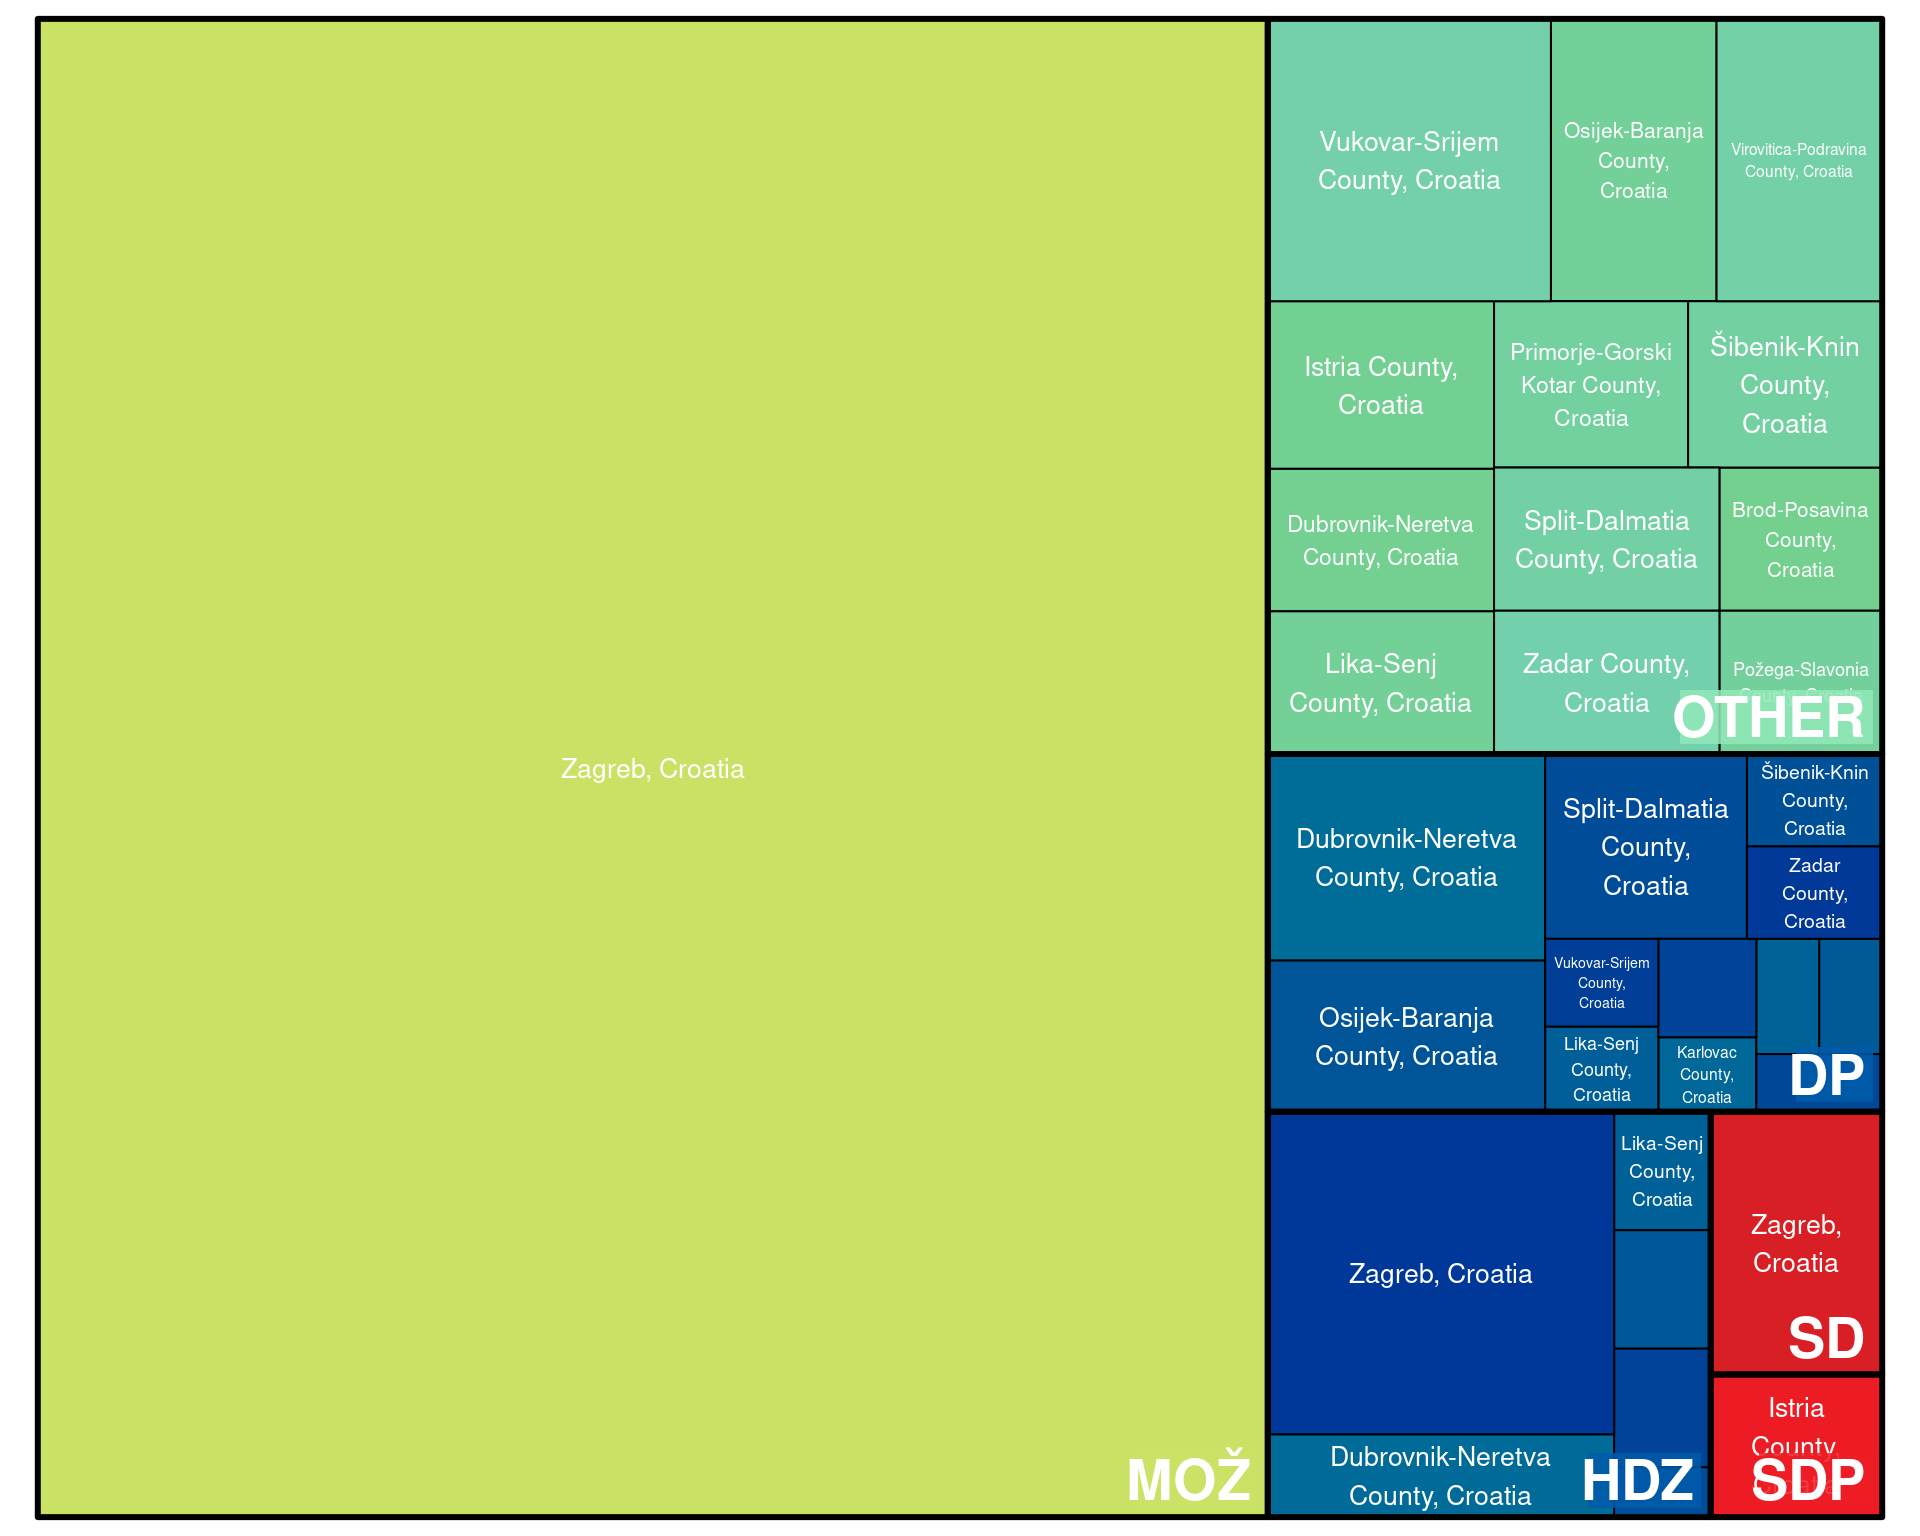 Zagreb, Croatia
MOŽ
Vukovar-Srijem
County, Croatia
Osijek-Baranja
County,
Croatia
Virovitica-Podravina
County, Croatia
Istria County,
Croatia
Primorje-Gorski
Kotar County,
Croatia
Šibenik-Knin
County,
Croatia
Dubrovnik-Neretva
County, Croatia
Split-Dalmatia
County, Croatia
Brod-Posavina
County,
Croatia
Lika-Senj
County, Croatia
Zadar County,
Croatia
Požega-Slavonia
OTHER
Dubrovnik-Neretva
County, Croatia
Split-Dalmatia
County,
Croatia
Šibenik-Knin
County,
Croatia
Zadar
County,
Croatia
Osijek-Baranja
County, Croatia
Vukovar-Srijem
County,
Croatia
Lika-Senj
County,
Croatia
Karlovac
County,
Croatia
DP
Zagreb, Croatia
Lika-Senj
County,
Croatia
Dubrovnik-Neretva
County, Croatia
HDZ
Zagreb,
Croatia
SD
Istria
County,
SDP